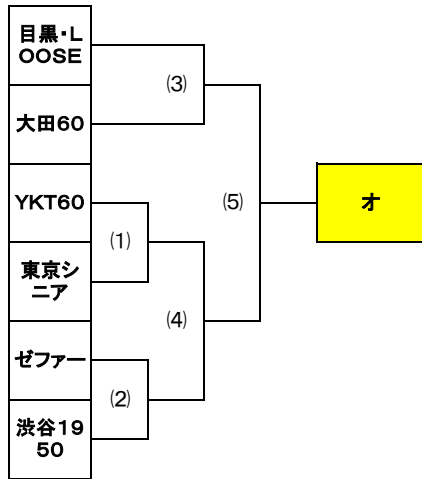 目黒・L
OOSE
(3)
大田60
YKT60
(5)
オ
(1)
東京シ
ニア
(4)
ゼファー
(2)
渋谷19
50